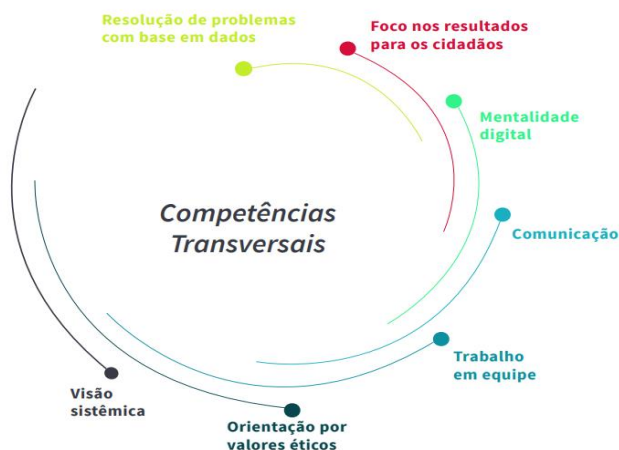 Resolução de problemas
com base em dados
Foco nos resultados
para os cidadãos
Mentalidade
digital
Comunicação
Competências
Transversais
Trabalho
em equipe
Visão
sistêmica
Orientação por
valores éticos